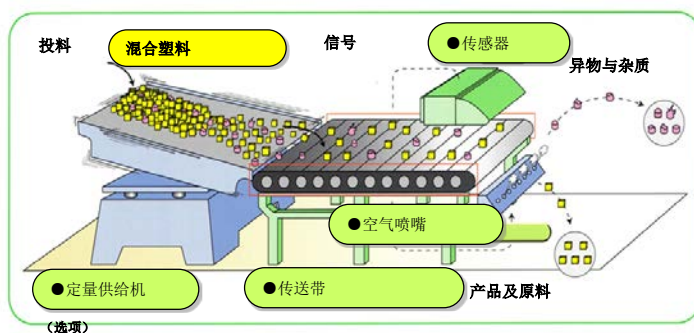 投料
混合塑料
信号
●传感器
异物与杂质
●空气喷嘴
●定量供给机
●传送带
产品及原料
（选项）